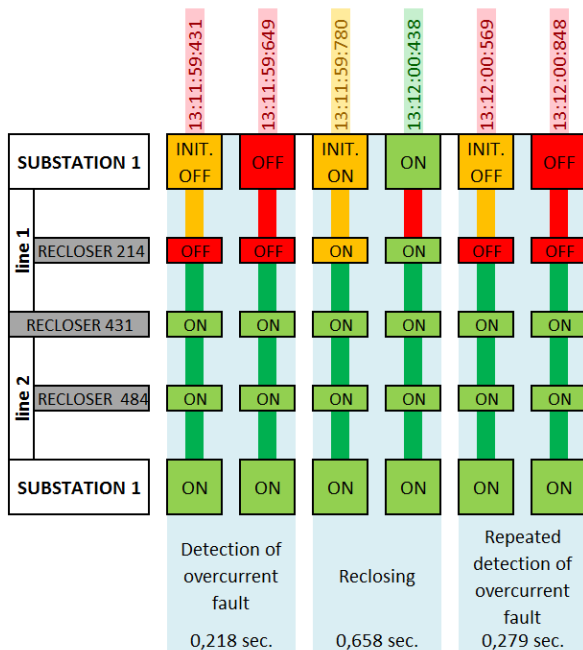 13:11:59:431
13:11:59:649
13:11:59:780
13:12:00:438
13:12:00:569
13:12:00:848
SUBSTATION 1
INIT.
OFF
OFF
INIT.
ON
ON
INIT.
OFF
OFF
line 1
RECLOSER 214
OFF
OFF
ON
ON
OFF
OFF
RECLOSER 431
ON
ON
ON
ON
ON
ON
line 2
RECLOSER 484
ON
ON
ON
ON
ON
ON
SUBSTATION 1
ON
ON
ON
ON
ON
ON
Detection of
overcurrent
fault
0,218 sec.
Reclosing
0,658 sec.
Repeated
detection of
overcurrent
fault
0,279 sec.